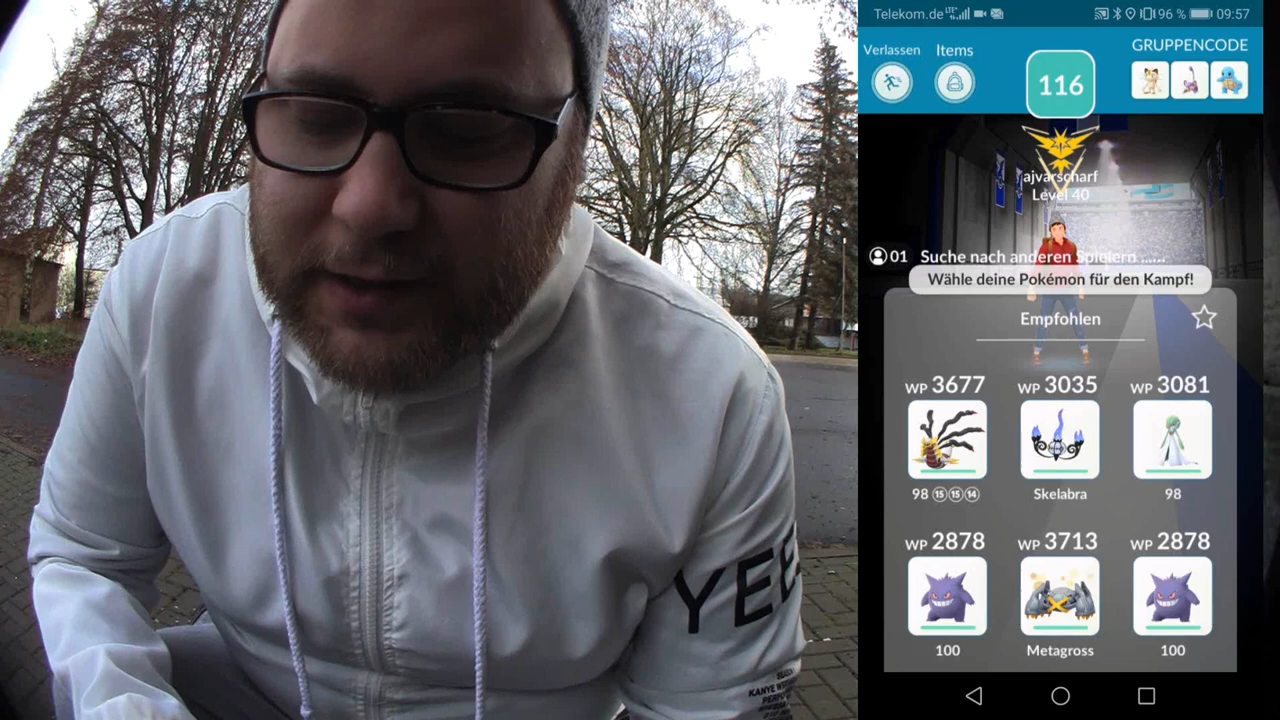 Telekom.de
96 %
09:57
Verlassen
Items
116
GRUPPENCODE
ajvarscharf
Level 40
01 Suche nach anderen Spielern ......
Wähle deine Pokémon für den Kampf!
Empfohlen
WP 3677
WP 3035
WP 3081
98 15 15 14
Skelabra
98
WP 2878
WP 3713
WP 2878
100
Metagross
100
YEE
KANYE